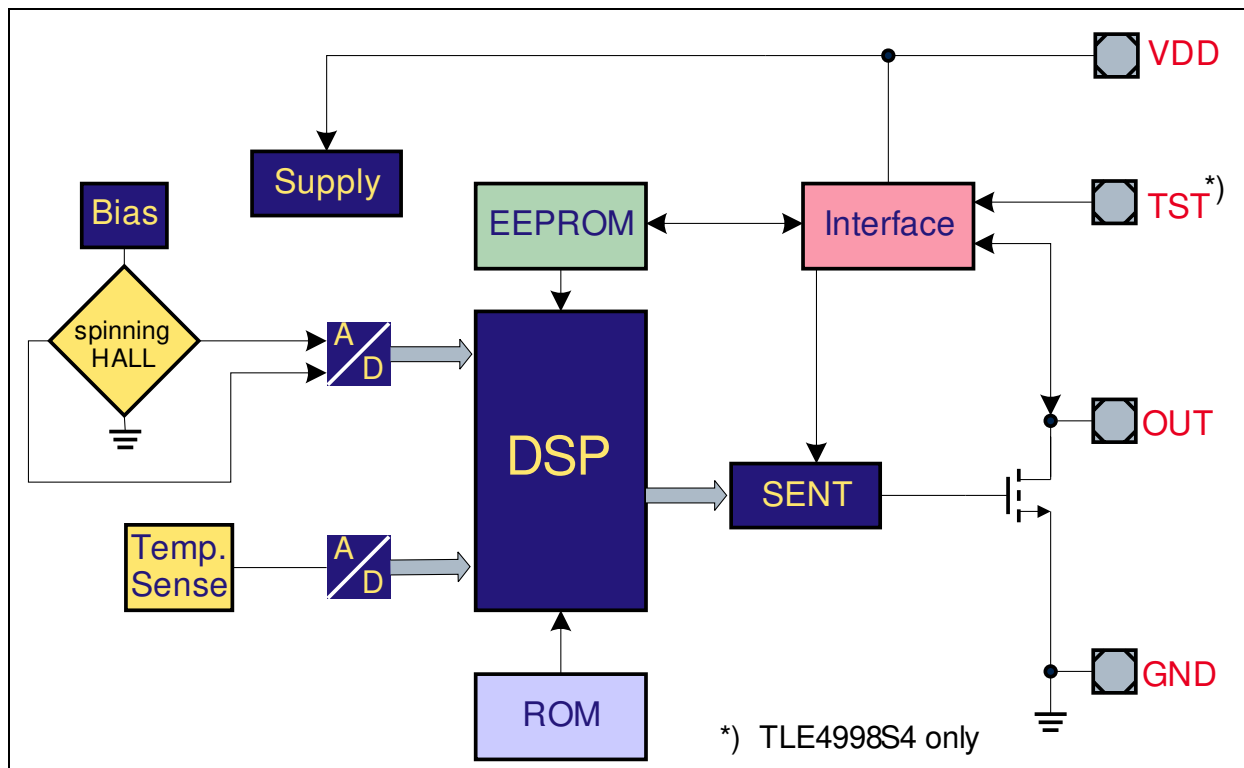 VDD
Supply
Bias
EEPROM
Interface
TST*)
spinning
HALL
A
D
DSP
OUT
SENT
Temp.
Sense
A
D
GND
ROM
*) TLE4998S4 only